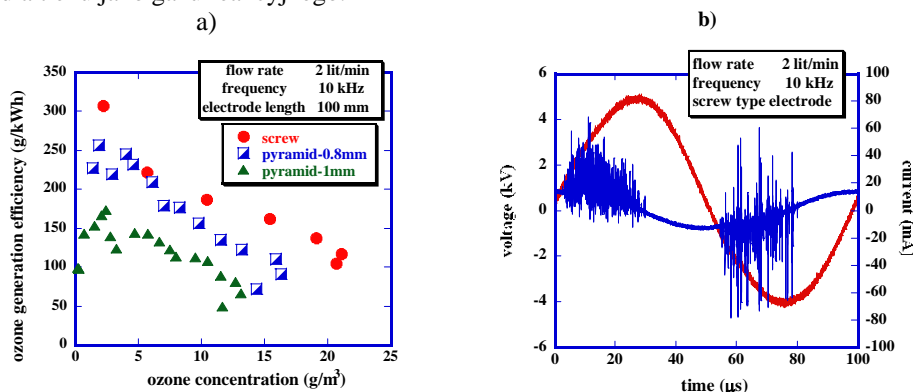 a)
flow rate 2 lit/min
frequency 10 kHz
electrode length 100 mm
screw
pyramid-0.8mm
pyramid-1mm
ozone generation efficiency (g/kWh)
350
300
250
200
150
100
50
0
0 5 10 15 20 25
ozone concentration (g/m³)
b)
flow rate 2 lit/min
frequency 10 kHz
screw type electrode
voltage (kV)
6
4
2
0
-2
-4
-6
100
80
60
40
20
0
-20
-40
-60
-80
-100
current (mA)
0 20 40 60 80 100
time (μs)